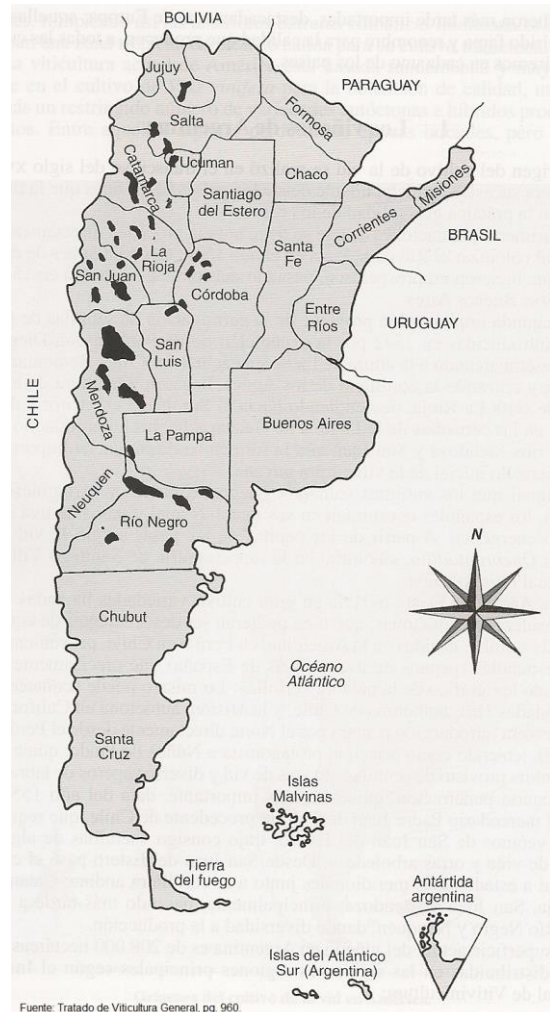 BOLIVIA
Jujuy
PARAGUAY
Salta
Formosa
Ucuman
Chaco
Catamarca
Santiago
del Estero
Misiones
Corrientes
La
Rioja
Santa
Fe
BRASIL
San Juan
Córdoba
Entre
Ríos
URUGUAY
San
Luis
CHILE
Mendoza
Buenos Aires
La Pampa
Neuquen
Río Negro
N
Chubut
Océano
Atlántico
Santa
Cruz
Islas
Malvinas
Tierra
del fuego
Antártida
argentina
Islas del Atlántico
Sur (Argentina)
Fuente: Tratado de Viticultura General, pg. 960.